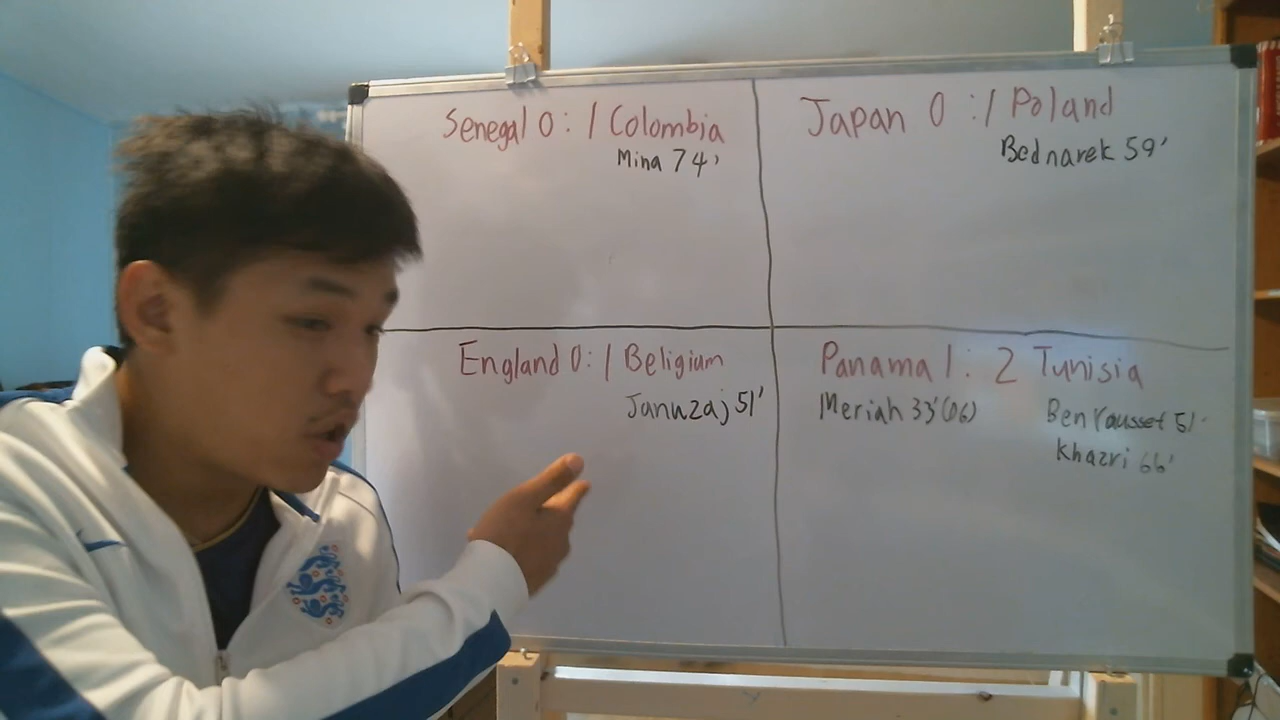 Senegal 0 : 1 Colombia
Mina 74'
Japan 0 : 1 Poland
Bednarek 59'
England 0 : 1 Beligium
Januzaj 51'
Panama 1 : 2 Tunisia
Meriah 33' (OG) Ben Yousset 51'
Khazri 66'